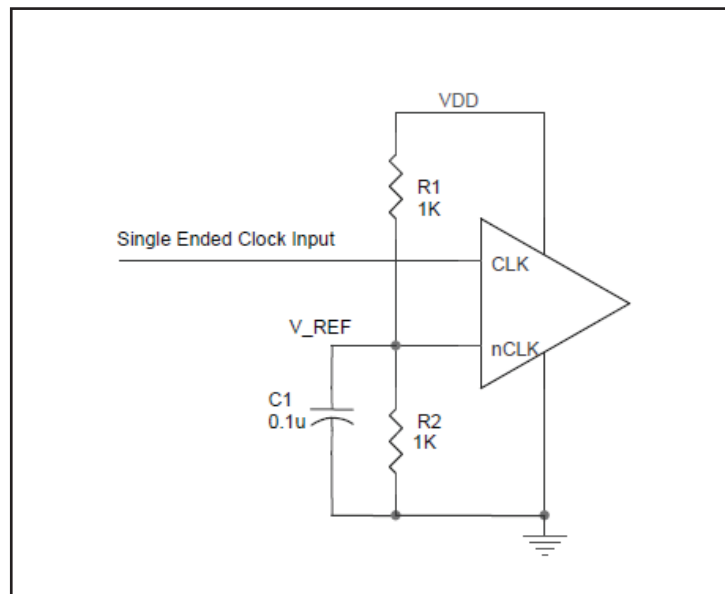 VDD
R1
1K
Single Ended Clock Input
CLK
V_REF
nCLK
C1
0.1u
R2
1K